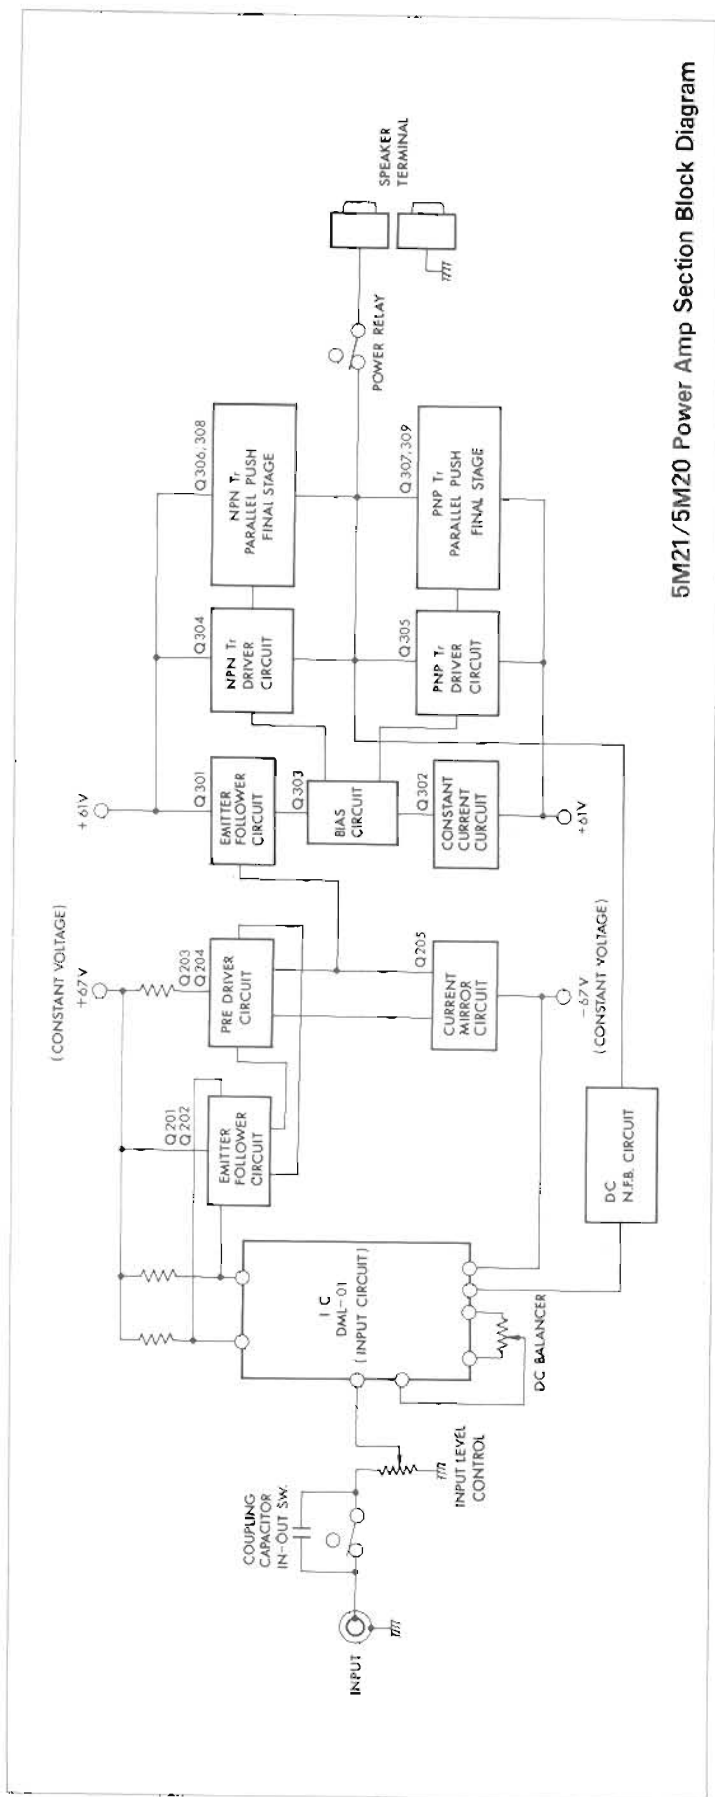 5M21/5M20 Power Amp Section Block Diagram
INPUT
COUPLING
CAPACITOR
IN-OUT SW.
INPUT LEVEL
CONTROL
I C
DML-01
( INPUT CIRCUIT)
DC BALANCER
Q201
Q202
EMITTER
FOLLOWER
CIRCUIT
(CONSTANT VOLTAGE)
+67V
Q203
Q204
PRE DRIVER
CIRCUIT
Q205
CURRENT
MIRROR
CIRCUIT
-67V
(CONSTANT VOLTAGE)
DC
N.F.B. CIRCUIT
+61V
Q301
EMITTER
FOLLOWER
CIRCUIT
Q303
BIAS
CIRCUIT
Q302
CONSTANT
CURRENT
CURCUIT
+61V
Q304
NPN Tr
DRIVER
CIRCUIT
Q305
PNP Tr
DRIVER
CIRCUIT
Q306,308
NPN Tr
PARALLEL PUSH
FINAL STAGE
Q307,309
PNP Tr
PARALLEL PUSH
FINAL STAGE
POWER RELAY
SPEAKER
TERMINAL